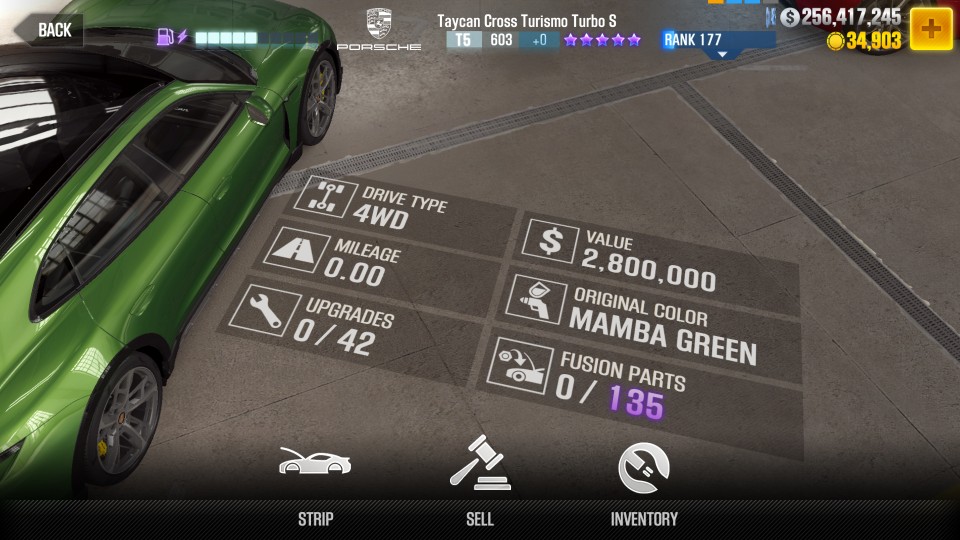 BACK
PORSCHE
Taycan Cross Turismo Turbo S
T5 603 +0
RANK 177
256,417,245
34,903
DRIVE TYPE
4WD
MILEAGE
0.00
UPGRADES
0 / 42
VALUE
2,800,000
ORIGINAL COLOR
MAMBA GREEN
FUSION PARTS
0 / 135
STRIP
SELL
INVENTORY